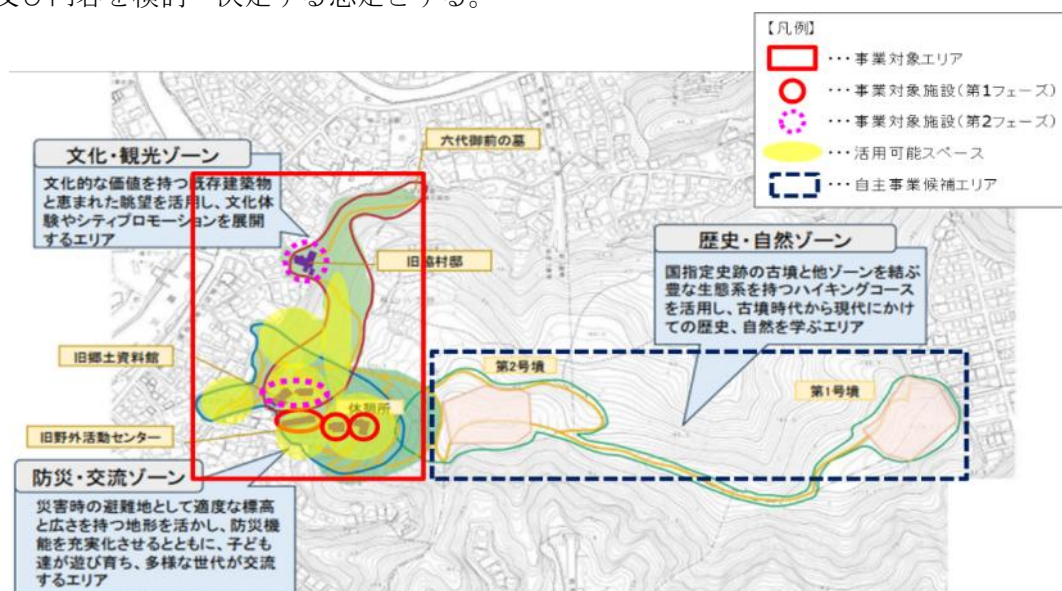 及び内容を検討・決定する想定とする。
【凡例】
・・・事業対象エリア
・・・事業対象施設(第1フェーズ)
・・・事業対象施設(第2フェーズ)
・・・活用可能スペース
・・・自主事業候補エリア
六代御前の墓
文化・観光ゾーン
文化的な価値を持つ既存建築物
と恵まれた眺望を活用し、文化体
験やシティプロモーションを展開
するエリア
旧脇村邸
歴史・自然ゾーン
国指定史跡の古墳と他ゾーンを結ぶ
豊な生態系を持つハイキングコース
を活用し、古墳時代から現代にかけ
ての歴史、自然を学ぶエリア
旧郷土資料館
第2号墳
第1号墳
休憩所
旧野外活動センター
防災・交流ゾーン
災害時の避難地として適度な標高
と広さを持つ地形を活かし、防災機
能を充実化させるとともに、子ども
達が遊び育ち、多様な世代が交流
するエリア